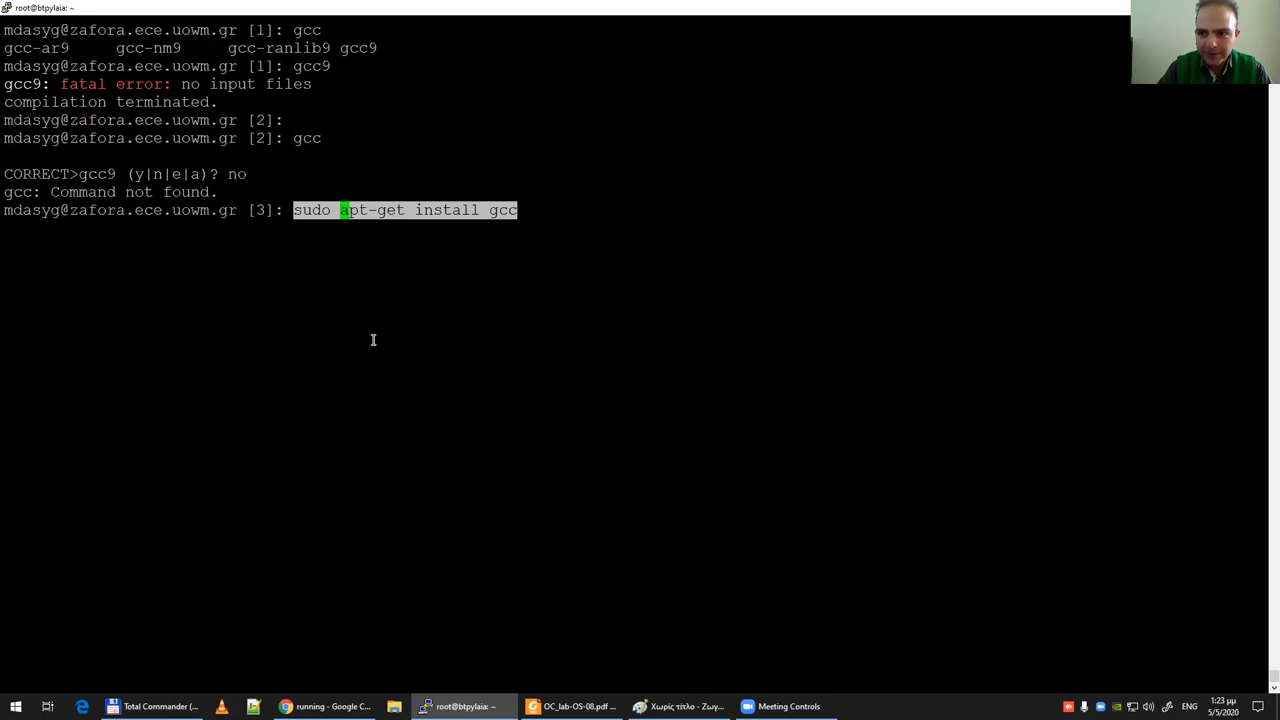 root@btpylaia: ~
mdasyg@zafora.ece.uowm.gr [1]: gcc
gcc-ar9 gcc-nm9 gcc-ranlib9 gcc9
mdasyg@zafora.ece.uowm.gr [1]: gcc9
gcc9: fatal error: no input files
compilation terminated.
mdasyg@zafora.ece.uowm.gr [2]:
mdasyg@zafora.ece.uowm.gr [2]: gcc
CORRECT>gcc9 (y|n|e|a)? no
gcc: Command not found.
mdasyg@zafora.ece.uowm.gr [3]: sudo apt-get install gcc
Total Commander (...
running - Google C...
root@btpylaia: ~
OC_lab-OS-08.pdf ...
Χωρίς τίτλο - Ζωγ...
Meeting Controls
ENG
1:23 μμ
5/5/2020